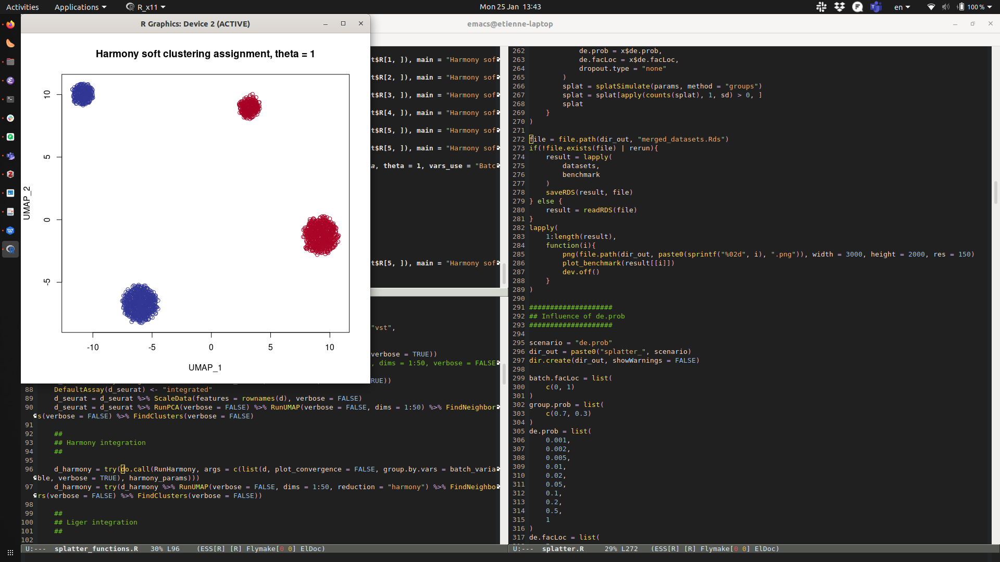 Activities Applications R_x11 Mon 25 Jan 13:43 en 100 %
R Graphics: Device 2 (ACTIVE)
emacs@etienne-laptop
Harmony soft clustering assignment, theta = 1
10
5
0
-5
UMAP_2
-10 -5 0 5 10
UMAP_1
t$R[1, ]), main = "Harmony sof
t$R[2, ]), main = "Harmony sof
t$R[3, ]), main = "Harmony sof
t$R[4, ]), main = "Harmony sof
t$R[5, ]), main = "Harmony sof
t$R[5, ]), main = "Harmony sof
a, theta = 1, vars_use = "Batc
t$R[5, ]), main = "Harmony sof
"vst",
verbose = TRUE))
, dims = 1:50, verbose = FALSE
RUE))
88 DefaultAssay(d_seurat) <- "integrated"
89 d_seurat = d_seurat %>% ScaleData(features = rownames(d), verbose = FALSE)
90 d_seurat = d_seurat %>% RunPCA(verbose = FALSE) %>% RunUMAP(verbose = FALSE, dims = 1:50) %>% FindNeighbor
s(verbose = FALSE) %>% FindClusters(verbose = FALSE)
91
92 ##
93 ## Harmony integration
94 ##
95
96 d_harmony = try(do.call(RunHarmony, args = c(list(d, plot_convergence = FALSE, group.by.vars = batch_varia
ble, verbose = TRUE), harmony_params)))
97 d_harmony = try(d_harmony %>% RunUMAP(verbose = FALSE, dims = 1:50, reduction = "harmony") %>% FindNeighbo
rs(verbose = FALSE) %>% FindClusters(verbose = FALSE))
98
99 ##
100 ## Liger integration
101 ##
102
U:--- splatter_functions.R 30% L96 (ESS[R] [R] Flymake[0 0] ElDoc)
262 de.prob = x$de.prob,
263 de.facLoc = x$de.facLoc,
264 dropout.type = "none"
265 )
266 splat = splatSimulate(params, method = "groups")
267 splat = splat[apply(counts(splat), 1, sd) > 0, ]
268 splat
269 }
270 )
271
272 file = file.path(dir_out, "merged_datasets.Rds")
273 if(!file.exists(file) | rerun){
274 result = lapply(
275 datasets,
276 benchmark
277 )
278 saveRDS(result, file)
279 } else {
280 result = readRDS(file)
281 }
282 lapply(
283 1:length(result),
284 function(i){
285 png(file.path(dir_out, paste0(sprintf("%02d", i), ".png")), width = 3000, height = 2000, res = 150)
286 plot_benchmark(result[[i]])
287 dev.off()
288 }
289 )
290
291 ####################
292 ## Influence of de.prob
293 ####################
294
295 scenario = "de.prob"
296 dir_out = paste0("splatter_", scenario)
297 dir.create(dir_out, showWarnings = FALSE)
298
299 batch.facLoc = list(
300 c(0, 1)
301 )
302 group.prob = list(
303 c(0.7, 0.3)
304 )
305 de.prob = list(
306 0.001,
307 0.002,
308 0.005,
309 0.01,
310 0.02,
311 0.05,
312 0.1,
313 0.2,
314 0.5,
315 1
316 )
317 de.facLoc = list(
U:--- splatter.R 29% L272 (ESS[R] [R] Flymake[0 0] ElDoc)